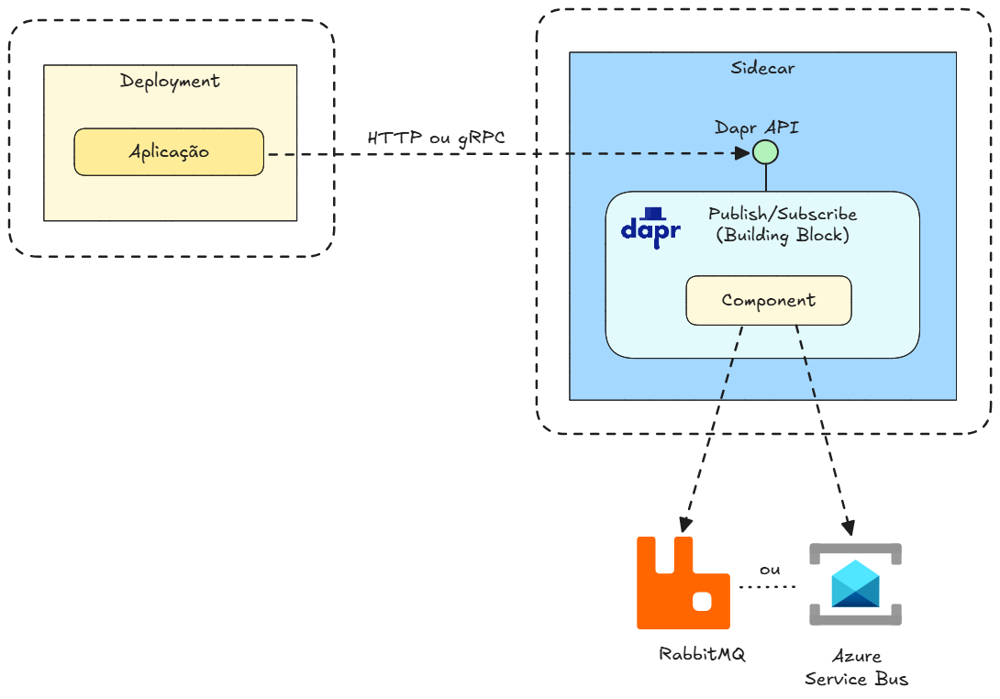 Deployment
Aplicação
HTTP ou gRPC
Sidecar
Dapr API
dapr
Publish/Subscribe
(Building Block)
Component
ou
RabbitMQ
Azure
Service Bus